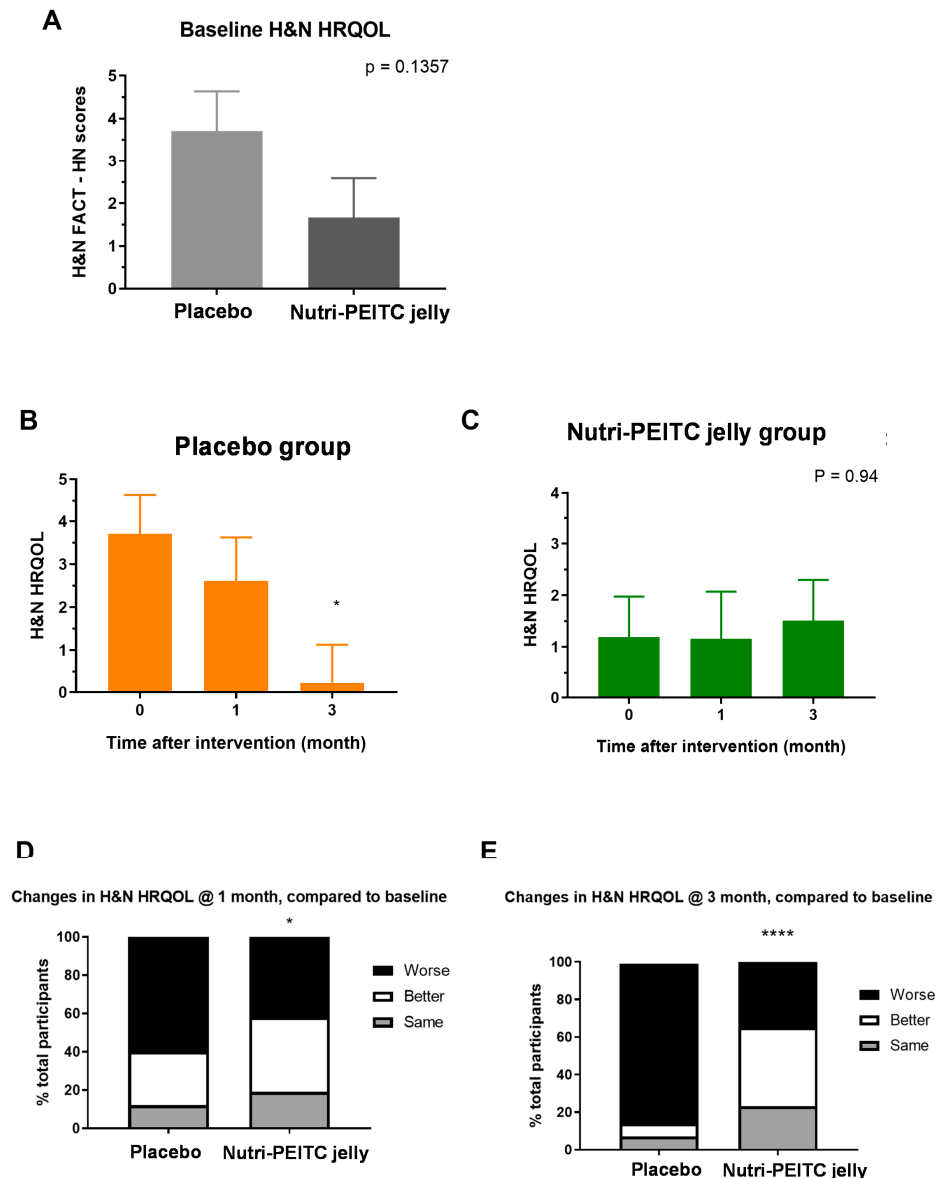 A
Baseline H&N HRQOL
p = 0.1357
H&N FACT - HN scores
5
4
3
2
1
0
Placebo
Nutri-PEITC jelly
B
Placebo group
H&N HRQOL
5
4
3
2
1
0
*
0
1
3
Time after intervention (month)
C
Nutri-PEITC jelly group
P = 0.94
H&N HRQOL
4
3
2
1
0
0
1
3
Time after intervention (month)
D
Changes in H&N HRQOL @ 1 month, compared to baseline
*
% total participants
100
80
60
40
20
0
Placebo
Nutri-PEITC jelly
Worse
Better
Same
E
Changes in H&N HRQOL @ 3 month, compared to baseline
****
% total participants
100
80
60
40
20
0
Placebo
Nutri-PEITC jelly
Worse
Better
Same